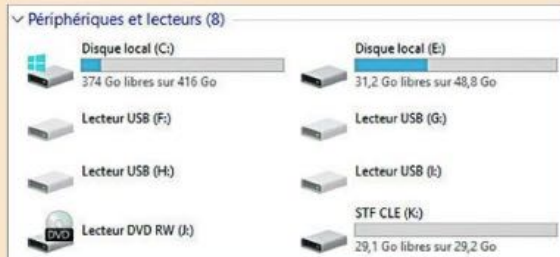 Périphériques et lecteurs (8)
Disque local (C:)
374 Go libres sur 416 Go
Disque local (E:)
31,2 Go libres sur 48,8 Go
Lecteur USB (F:)
Lecteur USB (G:)
Lecteur USB (H:)
Lecteur USB (I:)
DVD
Lecteur DVD RW (J:)
STF CLE (K:)
29,1 Go libres sur 29,2 Go